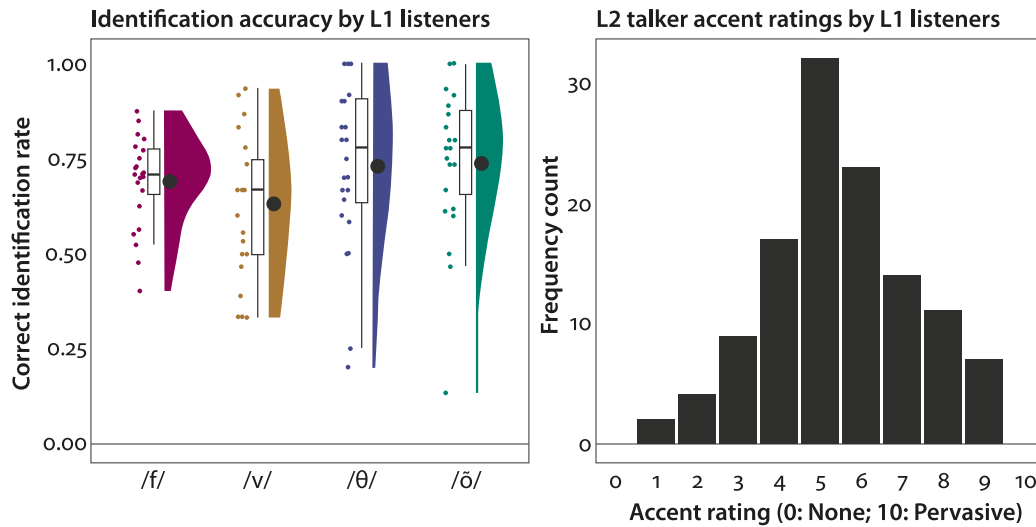 Identification accuracy by L1 listeners
Correct identification rate
1.00
0.75
0.50
0.25
0.00
/f/ /v/ /θ/ /õ/
L2 talker accent ratings by L1 listeners
Frequency count
30
20
10
0
0 1 2 3 4 5 6 7 8 9 10
Accent rating (0: None; 10: Pervasive)